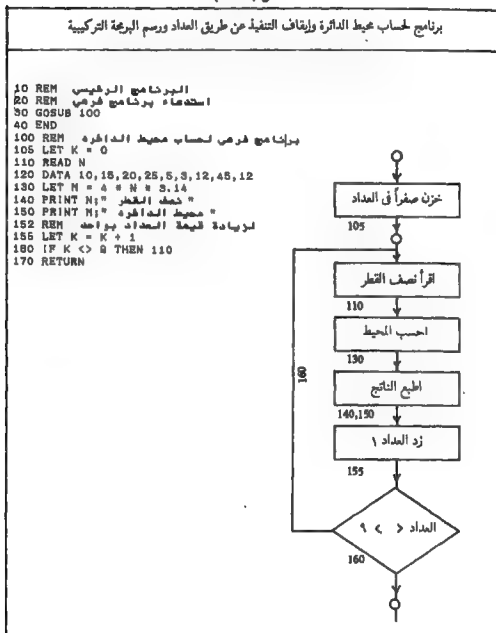 برنامج لحساب محيط الدائرة وإيقاف التنفيذ عن طريق العداد ورسم البرمجة التركيبية
10 REM البرنامج الرئيسي
20 REM استدعاء برنامج فرعي
30 GOSUB 100
40 END
100 REM برنامج فرعي لحساب محيط الدائره
105 LET K = 0
110 READ N
120 DATA 10,15,20,25,5,3,12,45,12
130 LET M = 4 * N * 3.14
140 PRINT N;" نصف القطر "
150 PRINT M;" محيط الدائره "
152 REM لزيادة قيمة العداد بواحد
155 LET K = K + 1
160 IF K <> 9 THEN 110
170 RETURN
خزن صفراً فى العداد
105
اقرأ نصف القطر
110
احسب المحيط
130
اطبع الناتج
140,150
زد العداد ١
155
العداد < > ٩
160
160